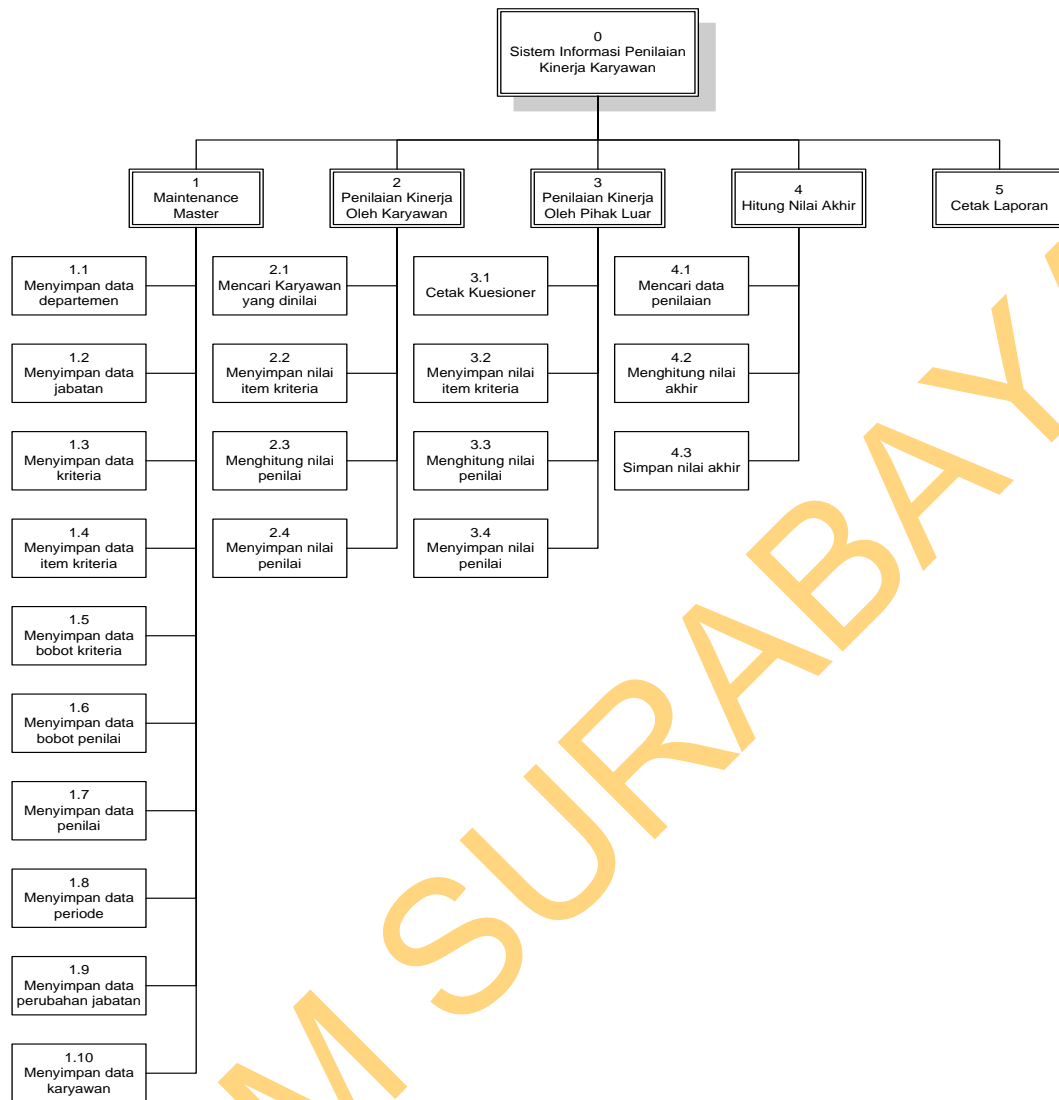 0
Sistem Informasi Penilaian
Kinerja Karyawan
1
Maintenance
Master
2
Penilaian Kinerja
Oleh Karyawan
3
Penilaian Kinerja
Oleh Pihak Luar
4
Hitung Nilai Akhir
5
Cetak Laporan
1.1
Menyimpan data
departemen
1.2
Menyimpan data
jabatan
1.3
Menyimpan data
kriteria
1.4
Menyimpan data
item kriteria
1.5
Menyimpan data
bobot kriteria
1.6
Menyimpan data
bobot penilai
1.7
Menyimpan data
penilai
1.8
Menyimpan data
periode
1.9
Menyimpan data
perubahan jabatan
1.10
Menyimpan data
karyawan
2.1
Mencari Karyawan
yang dinilai
2.2
Menyimpan nilai
item kriteria
2.3
Menghitung nilai
penilai
2.4
Menyimpan nilai
penilai
3.1
Cetak Kuesioner
3.2
Menyimpan nilai
item kriteria
3.3
Menghitung nilai
penilai
3.4
Menyimpan nilai
penilai
4.1
Mencari data
penilaian
4.2
Menghitung nilai
akhir
4.3
Simpan nilai akhir
M SURABAYA